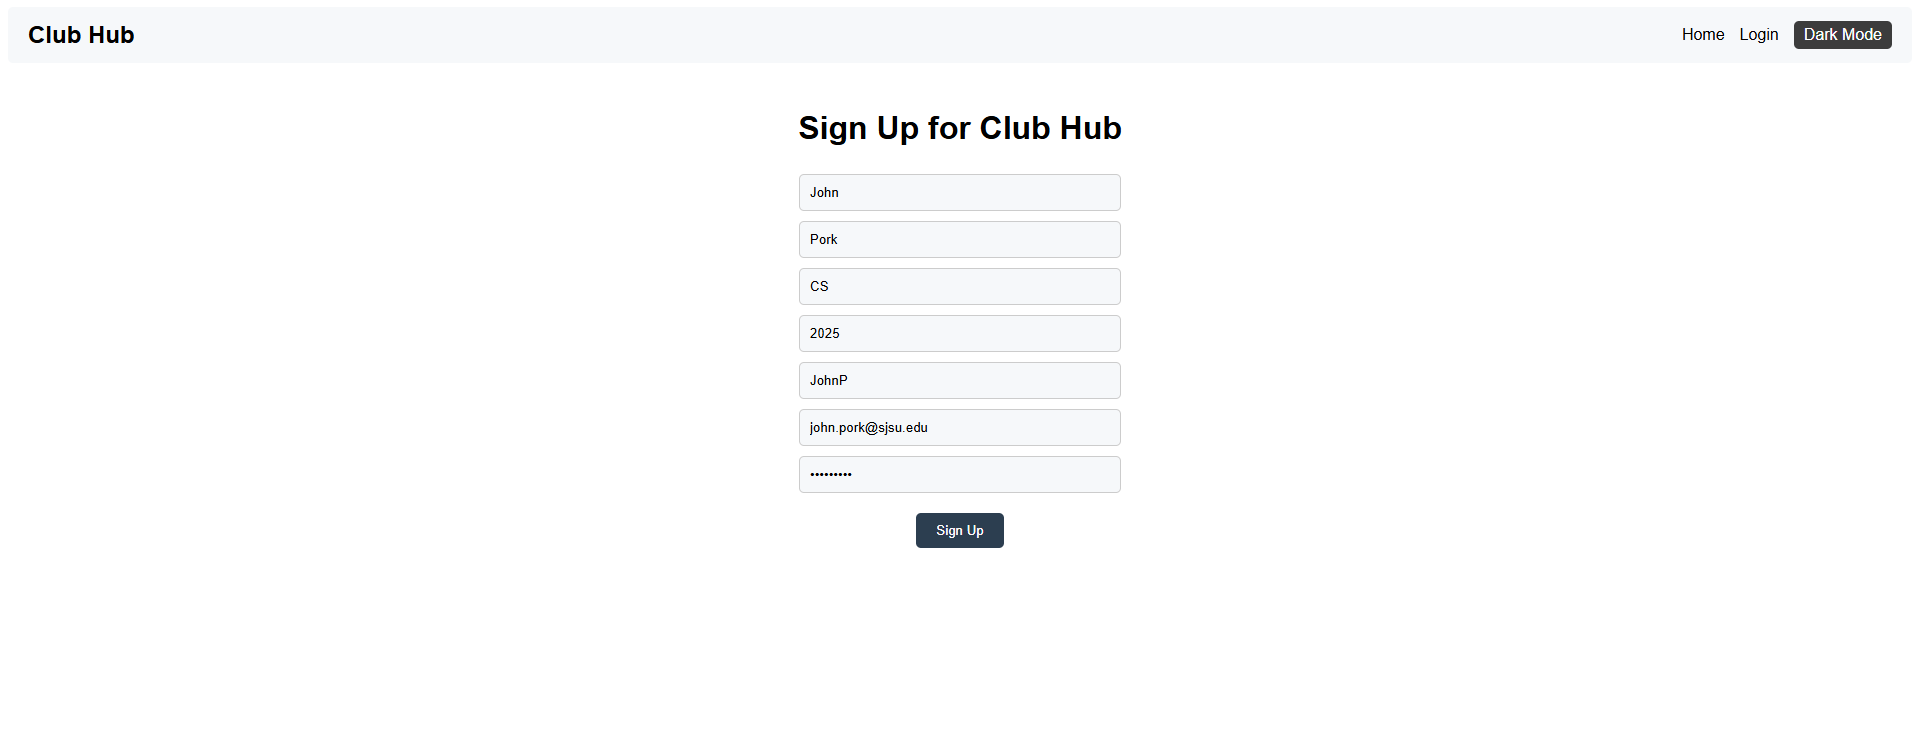 Club Hub
Home Login Dark Mode
Sign Up for Club Hub
John
Pork
CS
2025
JohnP
john.pork@sjsu.edu
•••••••••
Sign Up